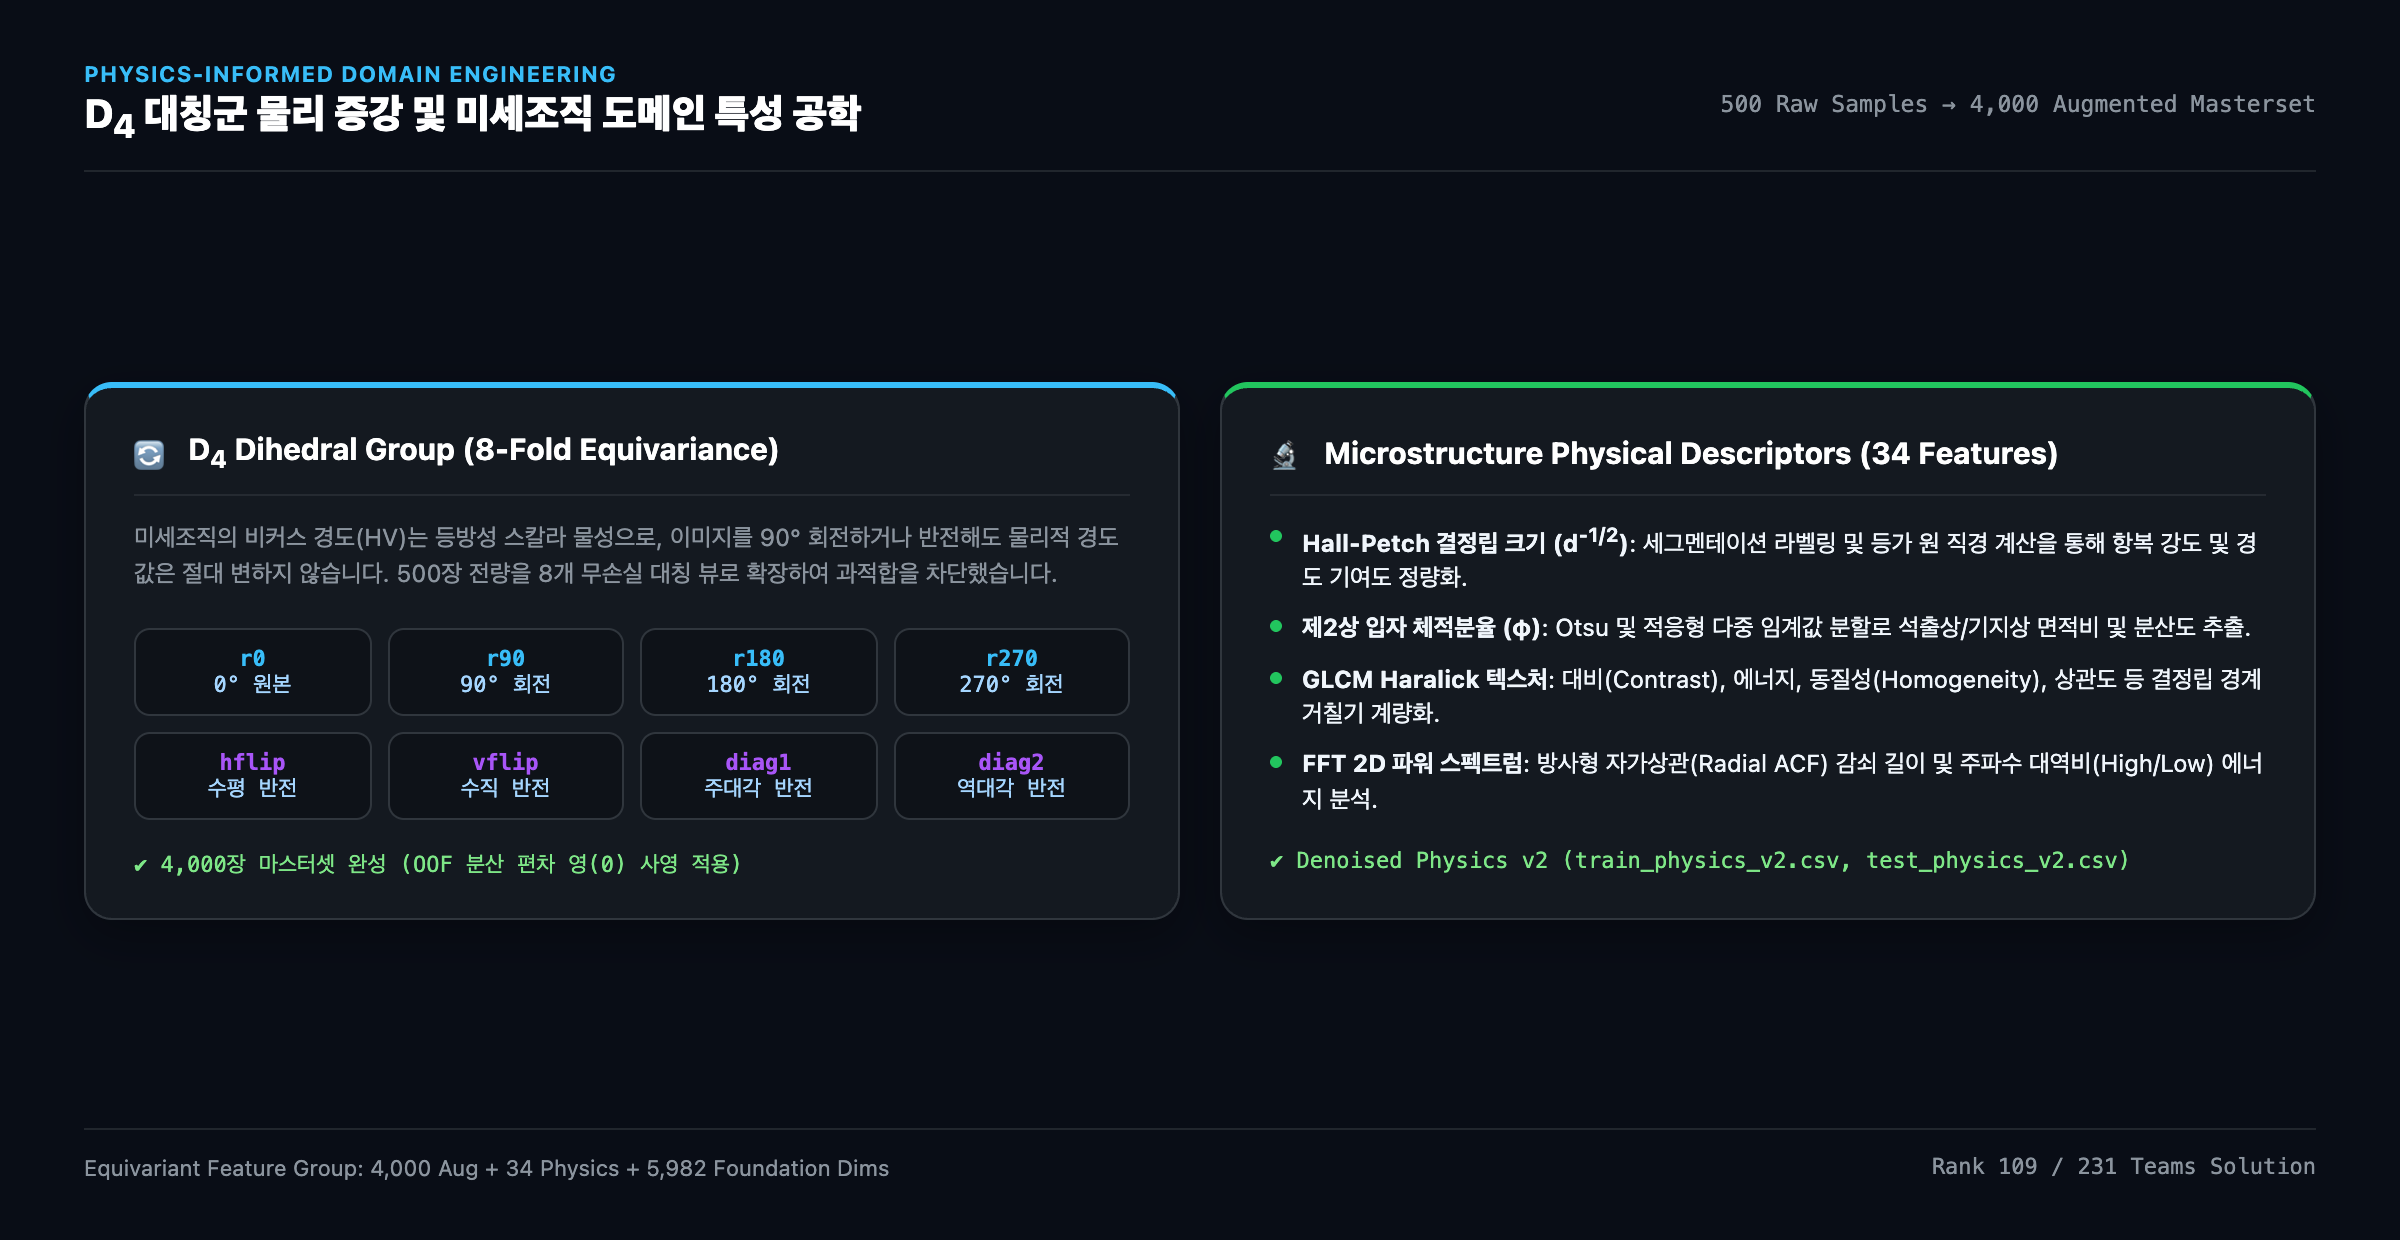 PHYSICS-INFORMED DOMAIN ENGINEERING
D4 대칭군 물리 증강 및 미세조직 도메인 특성 공학
500 Raw Samples → 4,000 Augmented Masterset
D4 Dihedral Group (8-Fold Equivariance)
미세조직의 비커스 경도(HV)는 등방성 스칼라 물성으로, 이미지를 90° 회전하거나 반전해도 물리적 경도
값은 절대 변하지 않습니다. 500장 전량을 8개 무손실 대칭 뷰로 확장하여 과적합을 차단했습니다.
r0
0° 원본
r90
90° 회전
r180
180° 회전
r270
270° 회전
hflip
수평 반전
vflip
수직 반전
diag1
주대각 반전
diag2
역대각 반전
✔ 4,000장 마스터셋 완성 (OOF 분산 편차 영(0) 사영 적용)
Microstructure Physical Descriptors (34 Features)
Hall-Petch 결정립 크기 (d-1/2): 세그멘테이션 라벨링 및 등가 원 직경 계산을 통해 항복 강도 및 경
도 기여도 정량화.
제2상 입자 체적분율 (φ): Otsu 및 적응형 다중 임계값 분할로 석출상/기지상 면적비 및 분산도 추출.
GLCM Haralick 텍스처: 대비(Contrast), 에너지, 동질성(Homogeneity), 상관도 등 결정립 경계
거칠기 계량화.
FFT 2D 파워 스펙트럼: 방사형 자가상관(Radial ACF) 감쇠 길이 및 주파수 대역비(High/Low) 에너
지 분석.
✔ Denoised Physics v2 (train_physics_v2.csv, test_physics_v2.csv)
Equivariant Feature Group: 4,000 Aug + 34 Physics + 5,982 Foundation Dims
Rank 109 / 231 Teams Solution